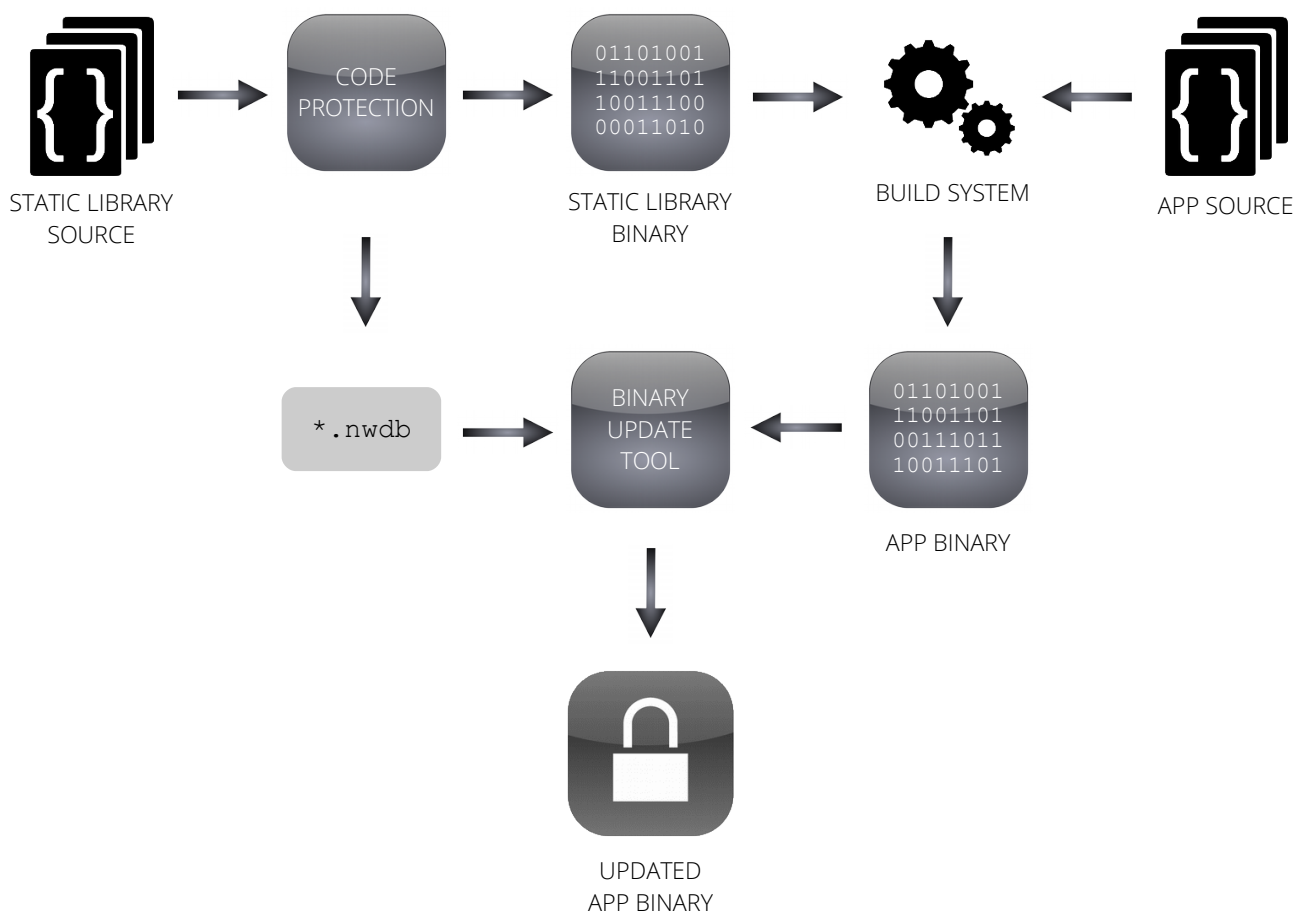 CODE
PROTECTION
01101001
11001101
10011100
00011010
STATIC LIBRARY
SOURCE
STATIC LIBRARY
BINARY
BUILD SYSTEM
APP SOURCE
*.nwdb
BINARY
UPDATE
TOOL
01101001
11001101
00111011
10011101
APP BINARY
UPDATED
APP BINARY